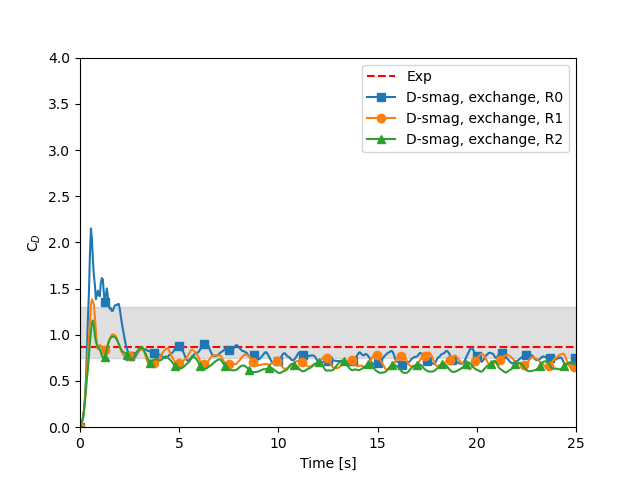 4.0
3.5
3.0
2.5
2.0
1.5
1.0
0.5
0.0
C_D
0
5
10
15
20
25
Time [s]
Exp
D-smag, exchange, R0
D-smag, exchange, R1
D-smag, exchange, R2